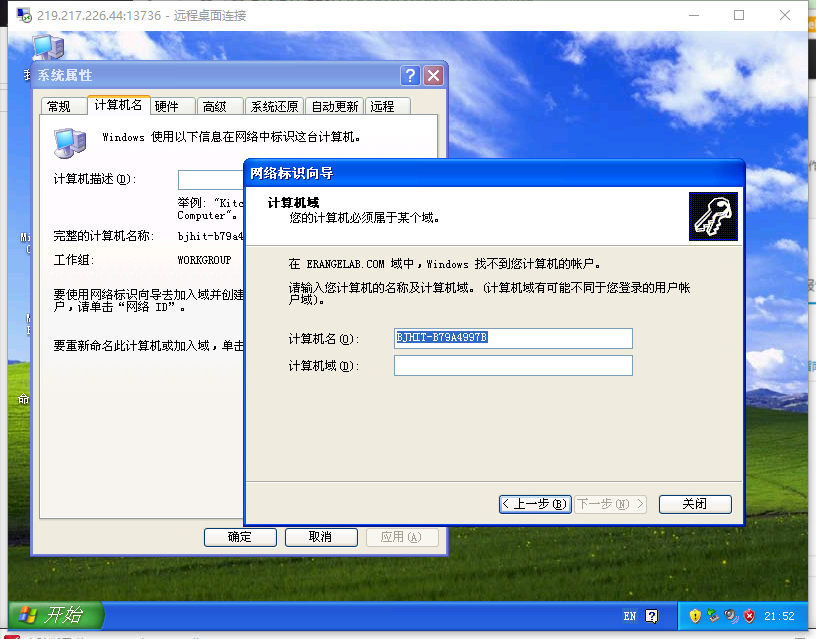 219.217.226.44:13736 - 远程桌面连接
系统属性
常规 计算机名 硬件 高级 系统还原 自动更新 远程
Windows 使用以下信息在网络中标识这台计算机。
计算机描述(D):
举例: "Kitc
Computer"。
完整的计算机名称: bjhit-b79a4
工作组: WORKGROUP
要使用网络标识向导去加入域并创建
户，请单击“网络 ID”。
要重新命名此计算机或加入域，单击
确定 取消 应用(A)
网络标识向导
计算机域
您的计算机必须属于某个域。
在 ERANGELAB.COM 域中，Windows 找不到您计算机的帐户。
请输入您计算机的名称及计算机域。(计算机域有可能不同于您登录的用户帐
户域)。
计算机名(O): BJHIT-B79A4997B
计算机域(D):
< 上一步(B) 下一步(N) > 关闭
开始
EN
21:52